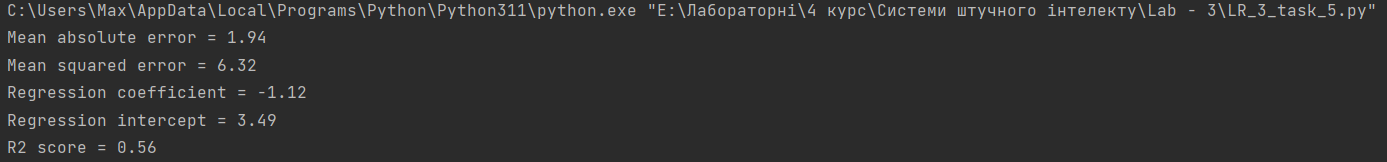 C:\Users\Max\AppData\Local\Programs\Python\Python311\python.exe "E:\Лабораторні\4 курс\Системи штучного інтелекту\Lab - 3\LR_3_task_5.py"
Mean absolute error = 1.94
Mean squared error = 6.32
Regression coefficient = -1.12
Regression intercept = 3.49
R2 score = 0.56